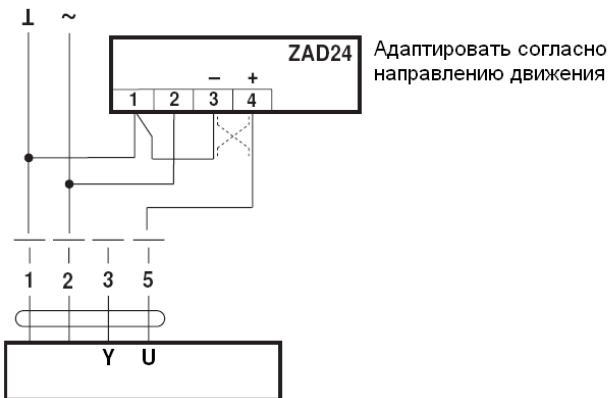 ⊥ ~
ZAD24
Адаптировать согласно
направлению движения
– +
1 2 3 4
1 2 3 5
Y U